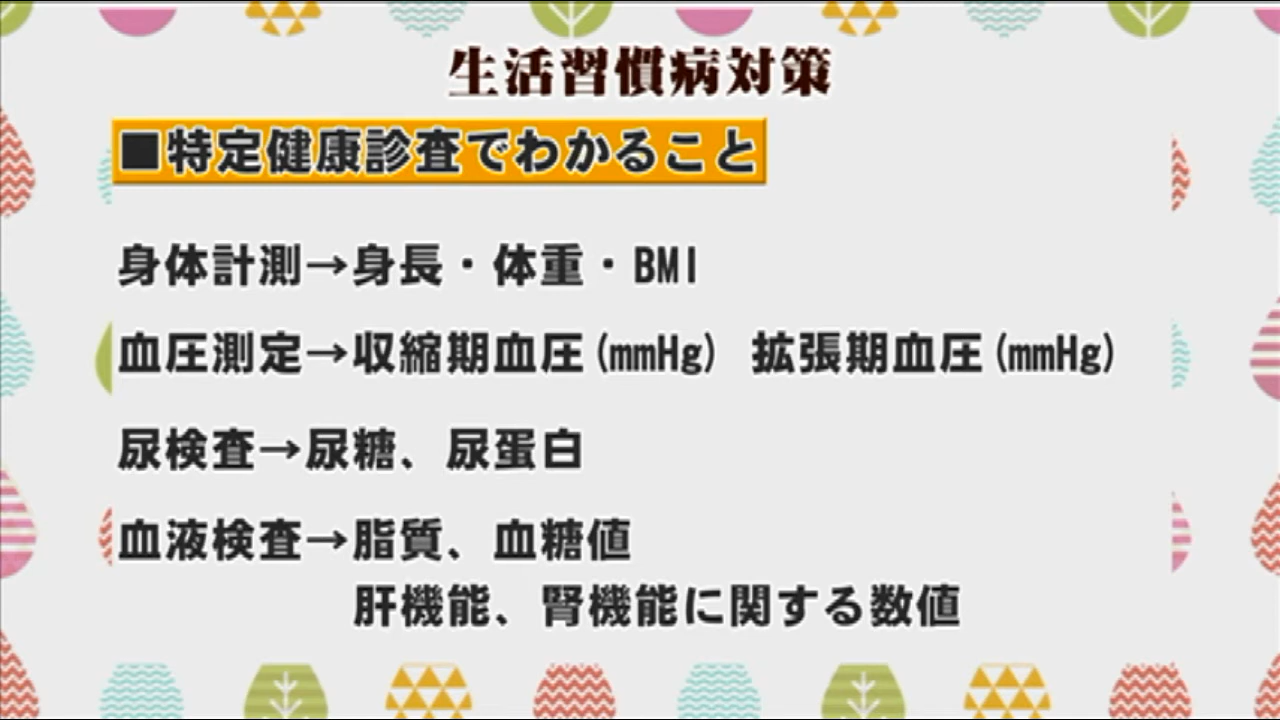 生活習慣病対策
■特定健康診査でわかること
身体計測→身長・体重・BMI
血圧測定→収縮期血圧(mmHg) 拡張期血圧(mmHg)
尿検査→尿糖、尿蛋白
血液検査→脂質、血糖値
肝機能、腎機能に関する数値